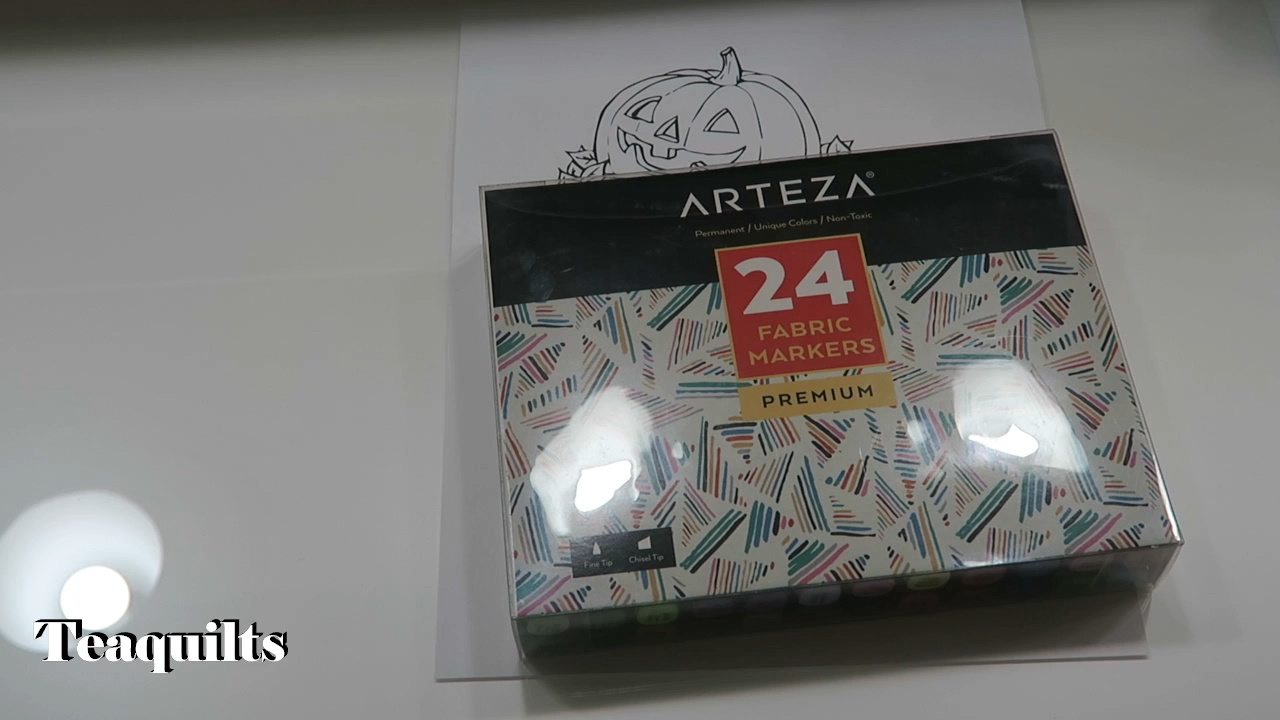 ARTEZA®
Permanent / Unique Colors / Non-Toxic
24
FABRIC
MARKERS
PREMIUM
Fine Tip Chisel Tip
Teaquilts